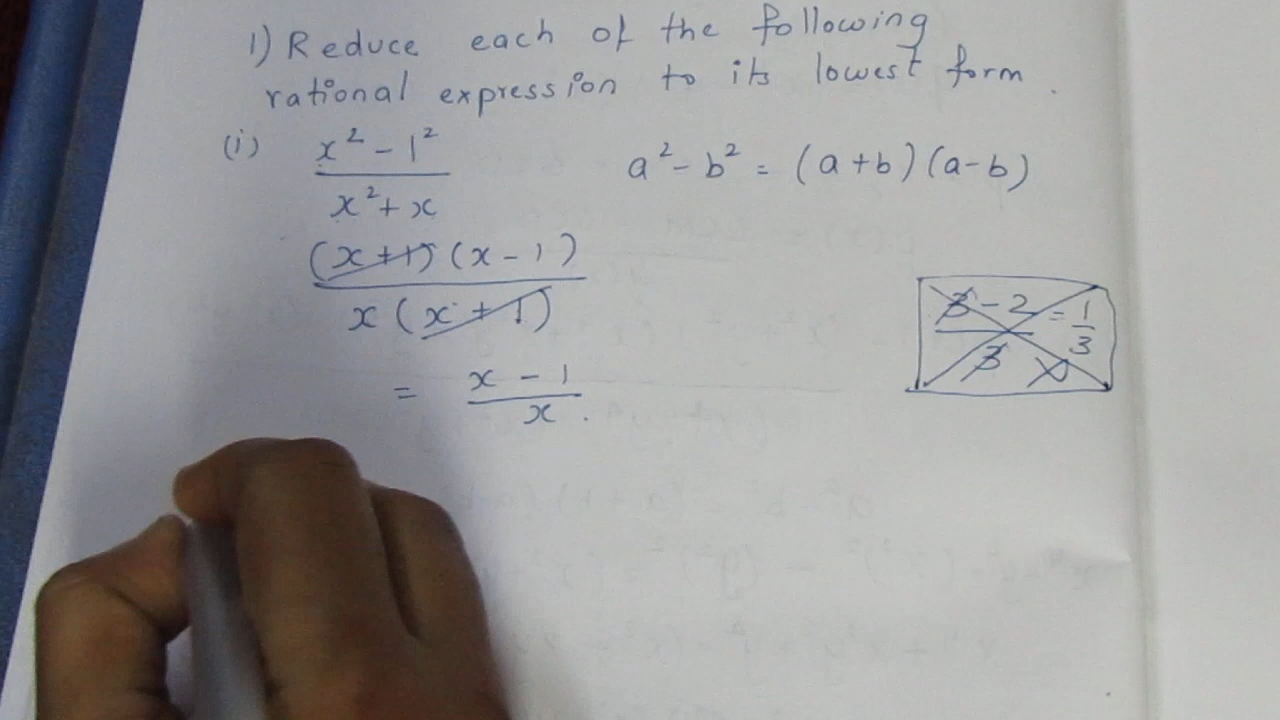 1) Reduce each of the following
rational expression to its lowest form.
(i) x² - 1² / x² + x
a² - b² = (a + b) (a - b)
(x + 1) (x - 1) / x (x + 1)
3 - 2 / 3 = 1/3
= x - 1 / x .